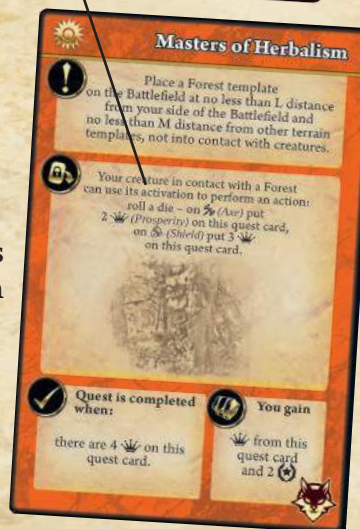 Masters of Herbalism
Place a Forest template
on the Battlefield at no less than L distance
from your side of the Battlefield and
no less than M distance from other terrain
templates, not into contact with creatures.
Your creature in contact with a Forest
can use its activation to perform an action:
roll a die – on (Axe) put
2 (Prosperity) on this quest card,
on (Shield) put 3
on this quest card.
Quest is completed
when:
there are 4 on this
quest card.
You gain
from this
quest card
and 2